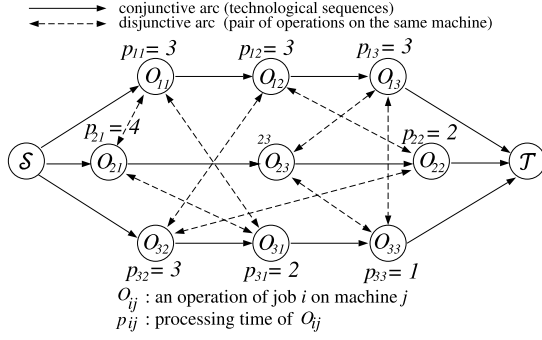 conjunctive arc (technological sequences)
disjunctive arc (pair of operations on the same machine)
p11= 3 p12= 3 p13= 3
O11 O12 O13
p21= 4 23 p22= 2
S O21 O23 O22 T
O32 O31 O33
p32= 3 p31= 2 p33= 1
Oij : an operation of job i on machine j
pij : processing time of Oij